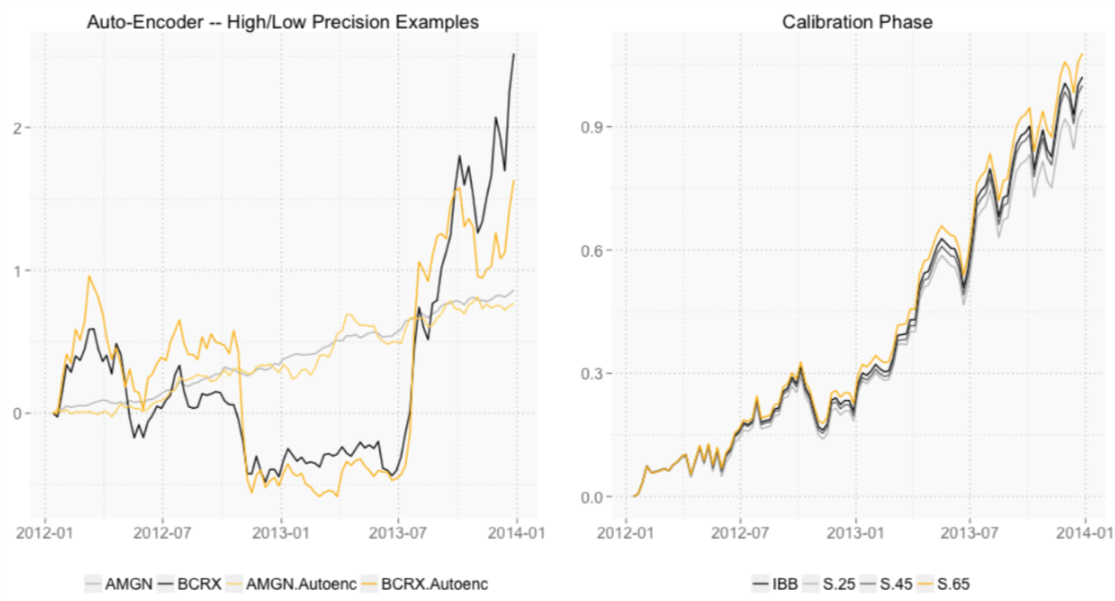 Auto-Encoder -- High/Low Precision Examples
2
1
0
2012-01 2012-07 2013-01 2013-07 2014-01
AMGN BCRX AMGN.Autoenc BCRX.Autoenc
Calibration Phase
0.9
0.6
0.3
0.0
2012-01 2012-07 2013-01 2013-07 2014-01
IBB S.25 S.45 S.65